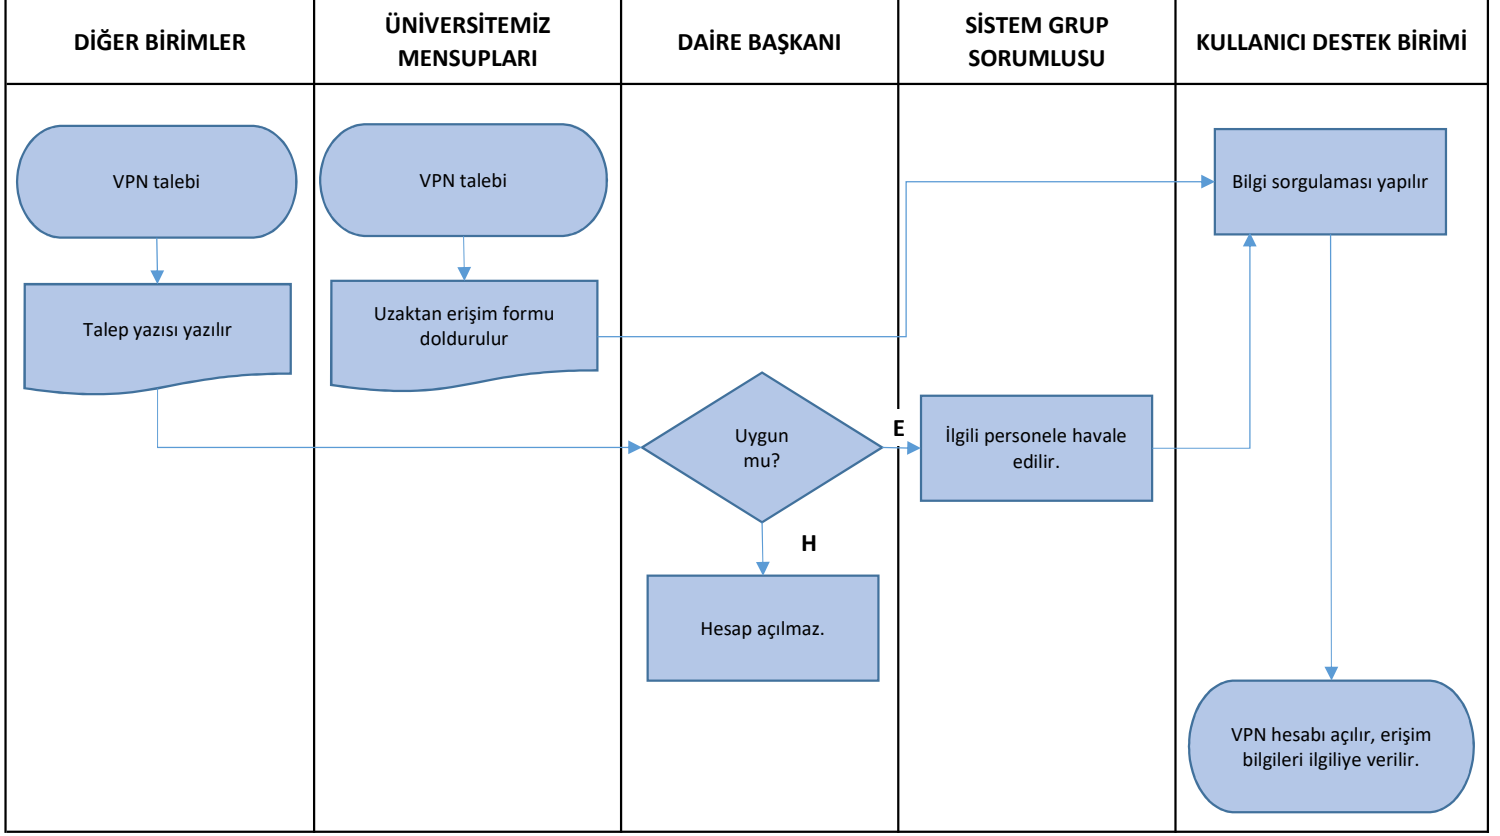 DİĞER BİRİMLER
ÜNİVERSİTEMİZ
MENSUPLARI
DAİRE BAŞKANI
SİSTEM GRUP
SORUMLUSU
KULLANICI DESTEK BİRİMİ
VPN talebi
VPN talebi
Bilgi sorgulaması yapılır
Talep yazısı yazılır
Uzaktan erişim formu
doldurulur
Uygun
mu?
E
İlgili personele havale
edilir.
H
Hesap açılmaz.
VPN hesabı açılır, erişim
bilgileri ilgiliye verilir.